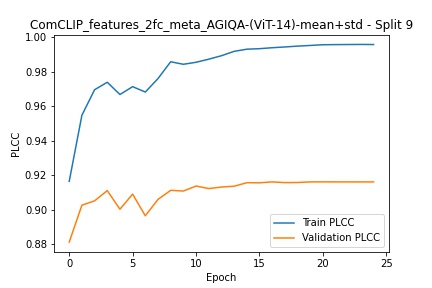 ComCLIP_features_2fc_meta_AGIQA-(ViT-14)-mean+std - Split 9
1.00
0.98
0.96
0.94
0.92
0.90
0.88
PLCC
Train PLCC
Validation PLCC
0 5 10 15 20 25
Epoch